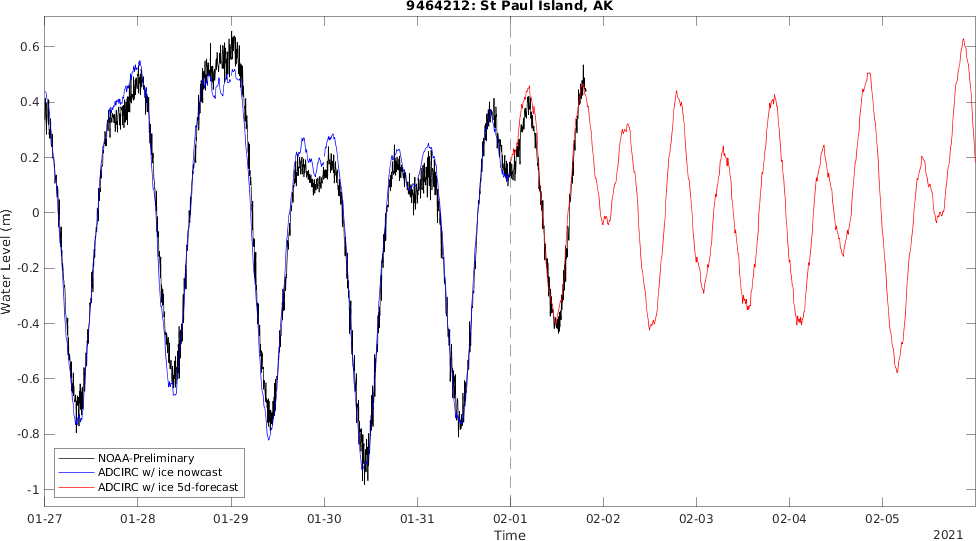 9464212: St Paul Island, AK
Water Level (m)
0.6
0.4
0.2
0
-0.2
-0.4
-0.6
-0.8
-1
NOAA-Preliminary
ADCIRC w/ ice nowcast
ADCIRC w/ ice 5d-forecast
01-27 01-28 01-29 01-30 01-31 02-01 02-02 02-03 02-04 02-05
Time
2021